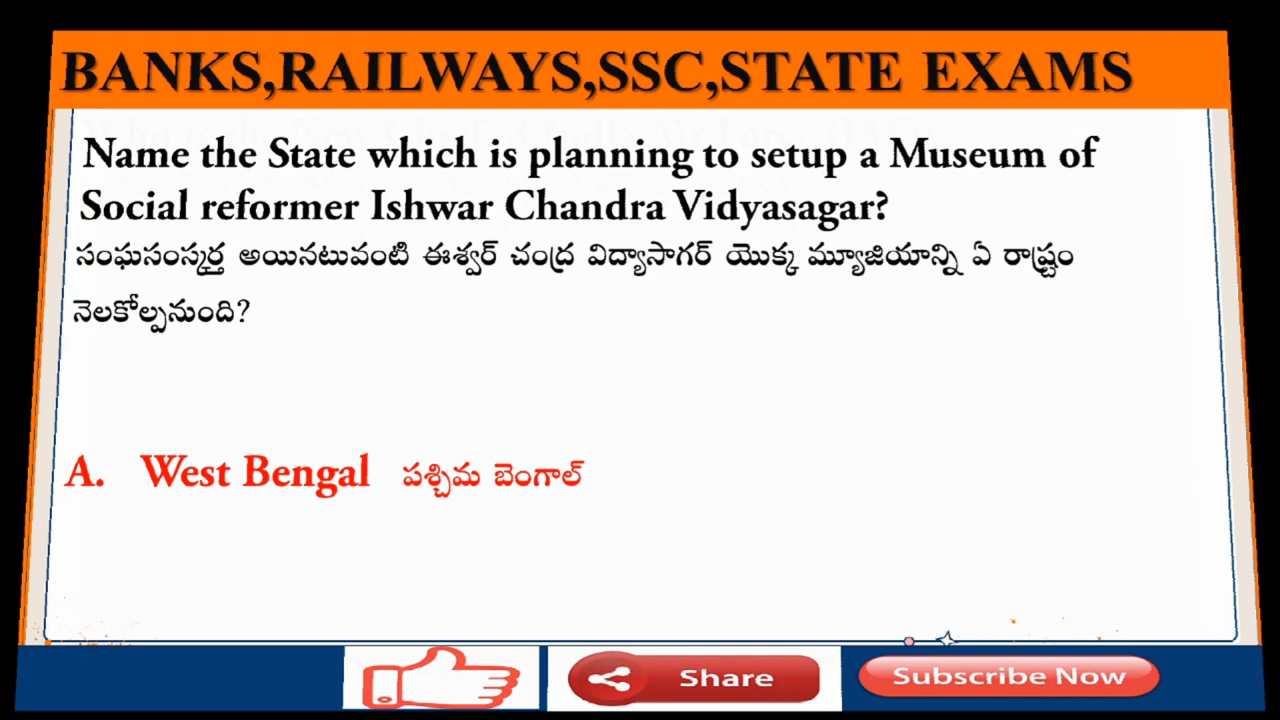 BANKS,RAILWAYS,SSC,STATE EXAMS
Name the State which is planning to setup a Museum of
Social reformer Ishwar Chandra Vidyasagar?
సంఘసంస్కర్త అయినటువంటి ఈశ్వర్ చంద్ర విద్యాసాగర్ యొక్క మ్యూజియాన్ని ఏ రాష్ట్రం
నెలకోల్పనుంది?
A. West Bengal పశ్చిమ బెంగాల్
Share
Subscribe Now